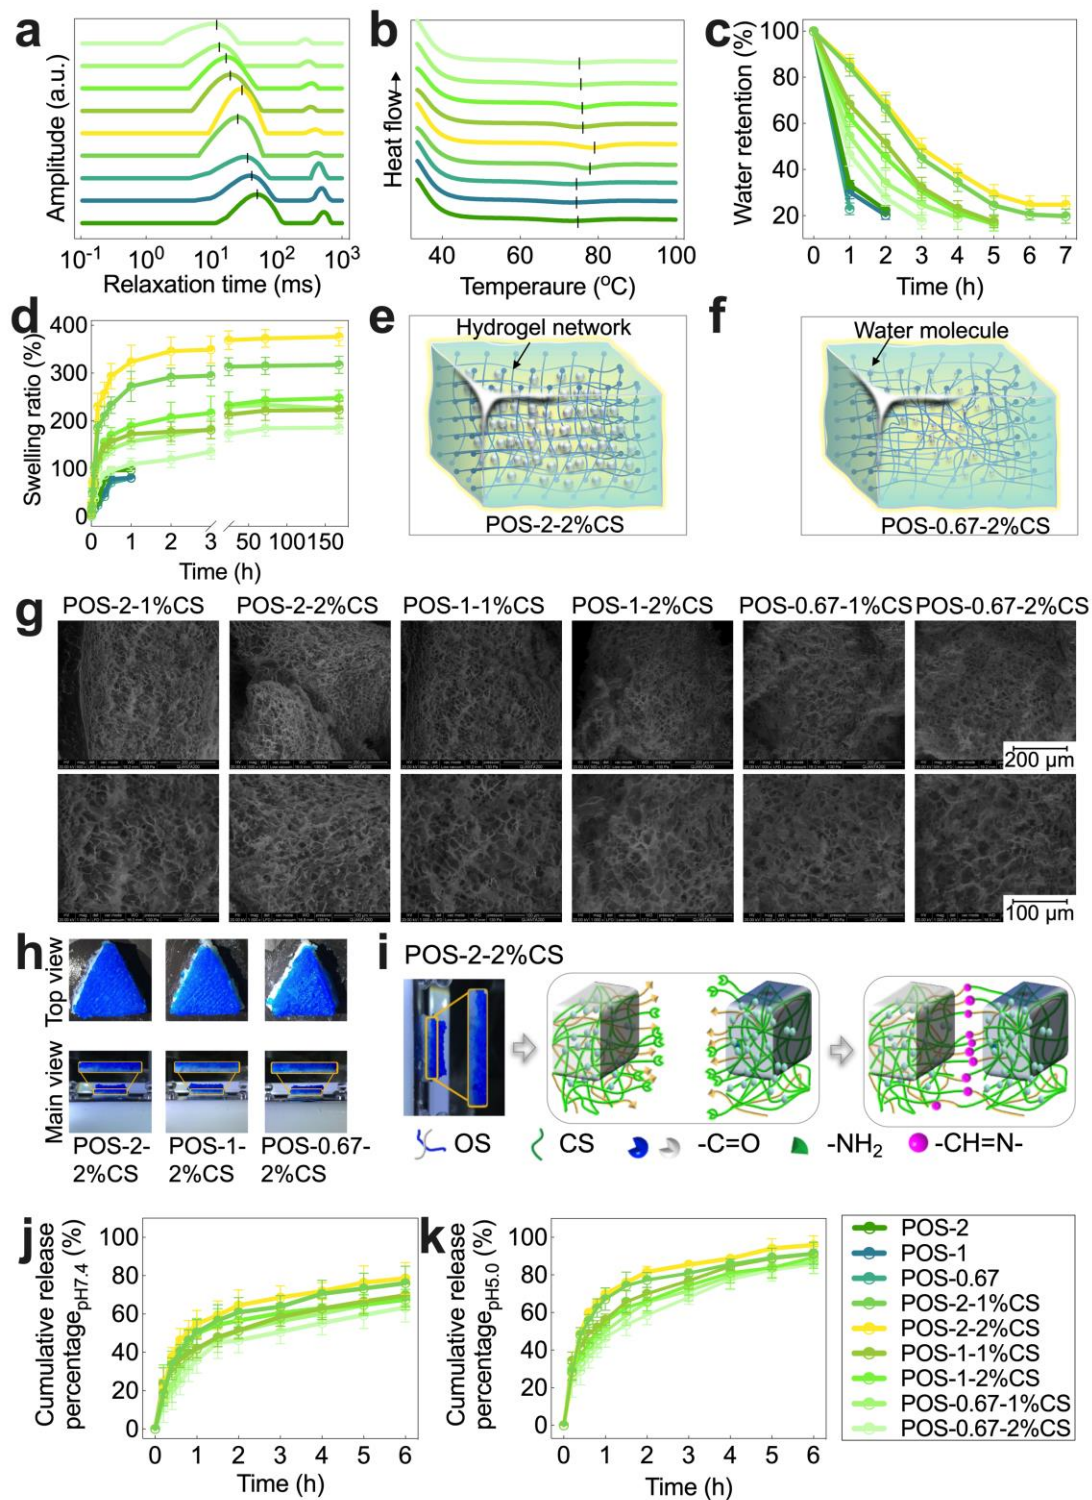 a
Amplitude (a.u.)
10⁻¹ 10⁰ 10¹ 10² 10³
Relaxation time (ms)
b
Heat flow→
40 60 80 100
Temperaure (°C)
c
Water retention (%)
100
80
60
40
20
0 1 2 3 4 5 6 7
Time (h)
d
Swelling ratio (%)
400
300
200
100
0
0 1 2 3 50 100 150
Time (h)
e
Hydrogel network
POS-2-2%CS
f
Water molecule
POS-0.67-2%CS
g
POS-2-1%CS POS-2-2%CS POS-1-1%CS POS-1-2%CS POS-0.67-1%CS POS-0.67-2%CS
200 μm
100 μm
h
Top view
Main view
POS-2-
2%CS
POS-1-
2%CS
POS-0.67-
2%CS
i
POS-2-2%CS
OS CS -C=O -NH₂ -CH=N-
j
Cumulative release
percentage pH7.4 (%)
100
80
60
40
20
0
0 1 2 3 4 5 6
Time (h)
k
Cumulative release
percentage pH5.0 (%)
100
80
60
40
20
0
0 1 2 3 4 5 6
Time (h)
POS-2
POS-1
POS-0.67
POS-2-1%CS
POS-2-2%CS
POS-1-1%CS
POS-1-2%CS
POS-0.67-1%CS
POS-0.67-2%CS